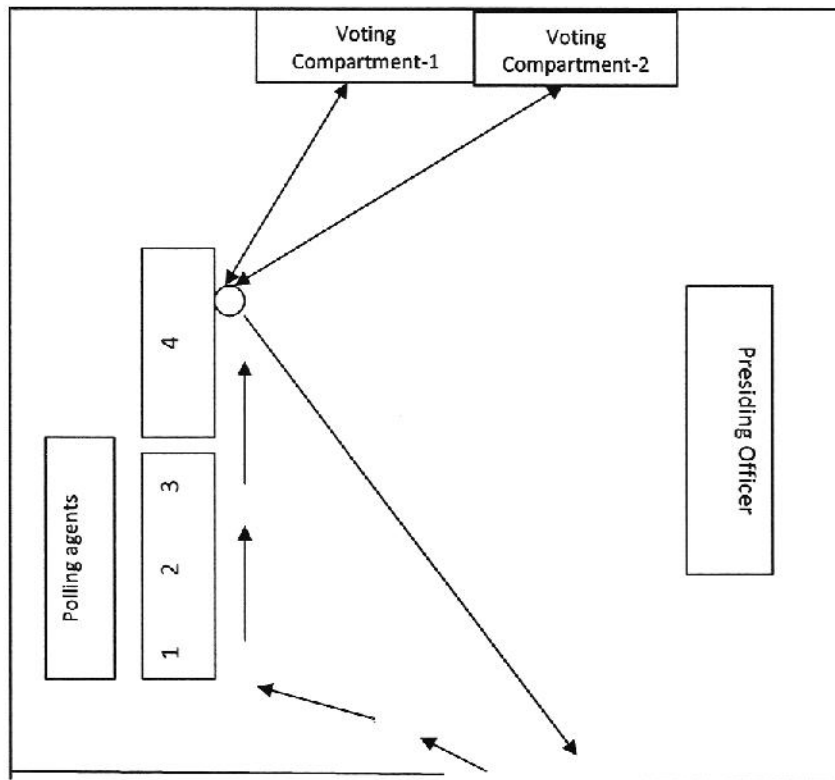 Voting
Compartment-1
Voting
Compartment-2
4
3
2
1
Polling agents
Presiding Officer